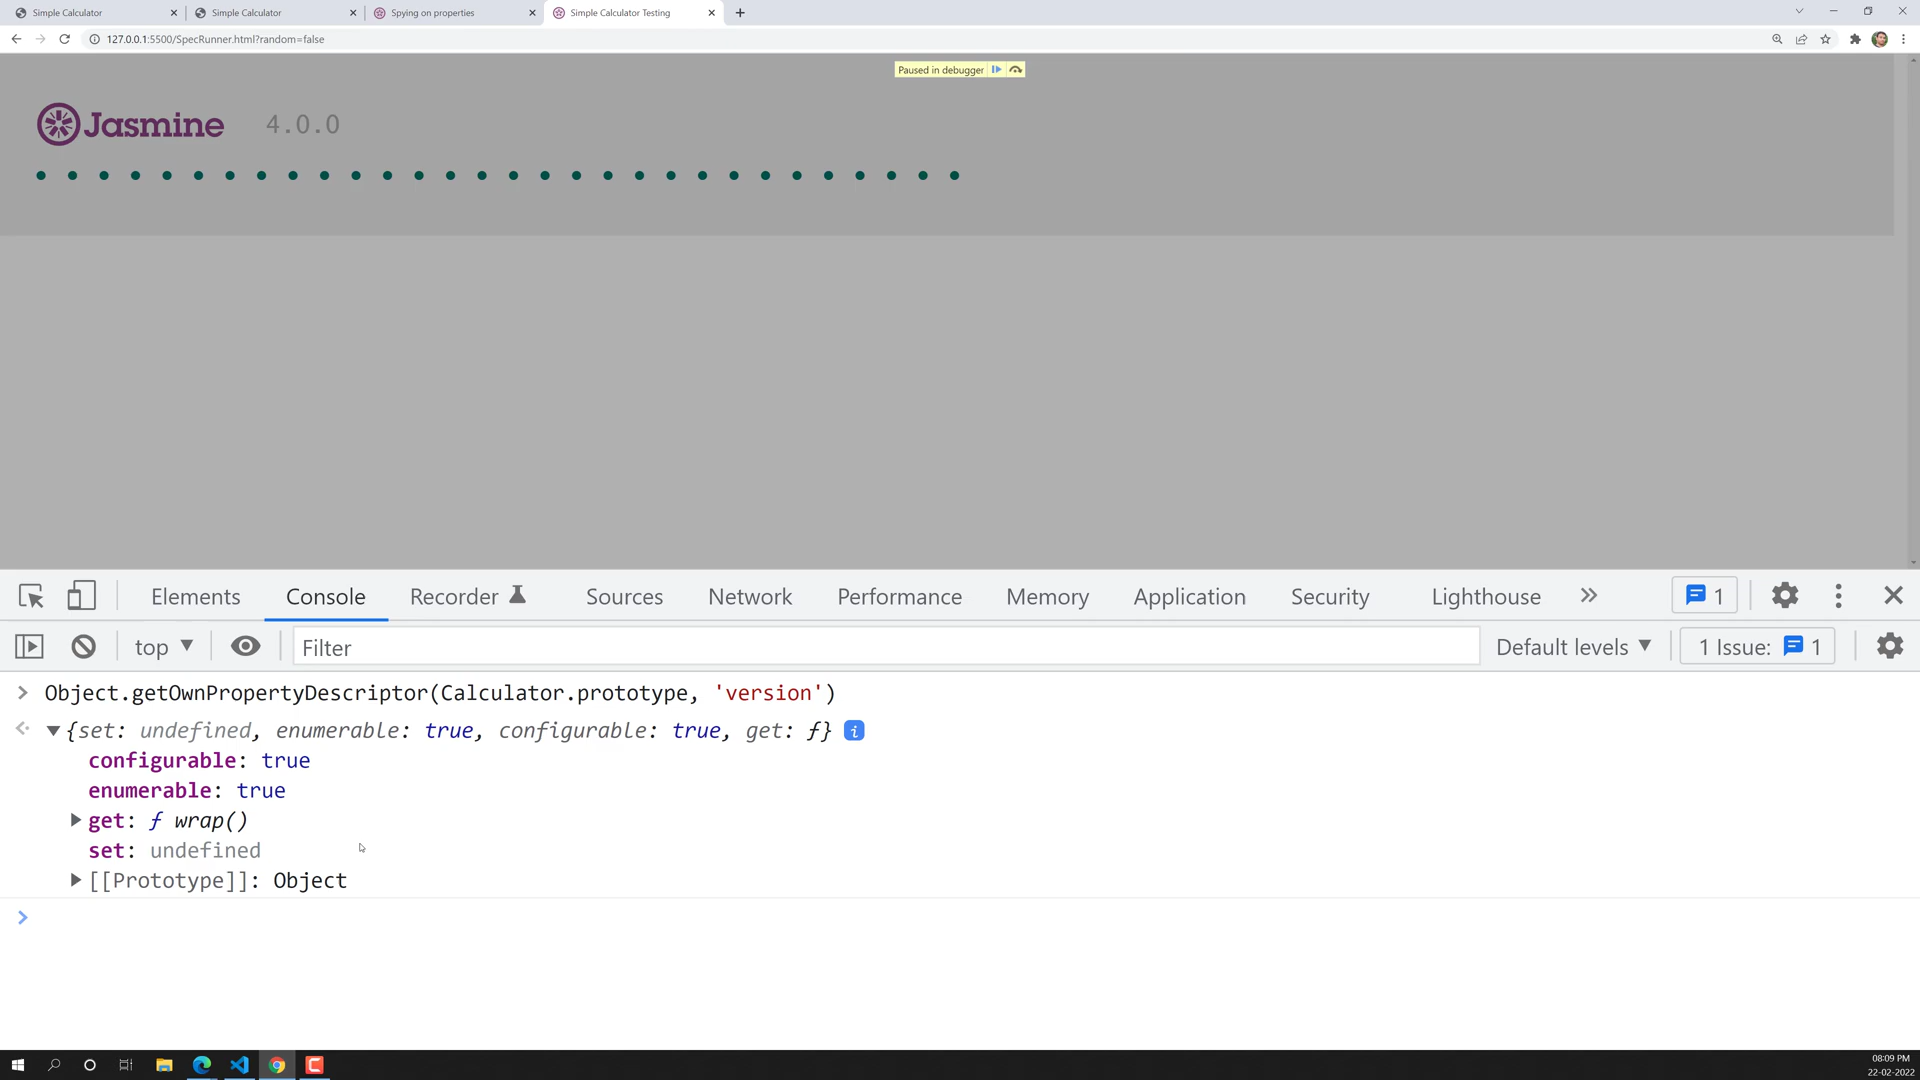 Simple Calculator
Simple Calculator
Spying on properties
Simple Calculator Testing
127.0.0.1:5500/SpecRunner.html?random=false
Paused in debugger
Jasmine 4.0.0
Elements Console Recorder Sources Network Performance Memory Application Security Lighthouse 1
top Filter Default levels 1 Issue: 1
Object.getOwnPropertyDescriptor(Calculator.prototype, 'version')
{set: undefined, enumerable: true, configurable: true, get: ƒ}
configurable: true
enumerable: true
get: ƒ wrap()
set: undefined
[[Prototype]]: Object
08:09 PM
22-02-2022